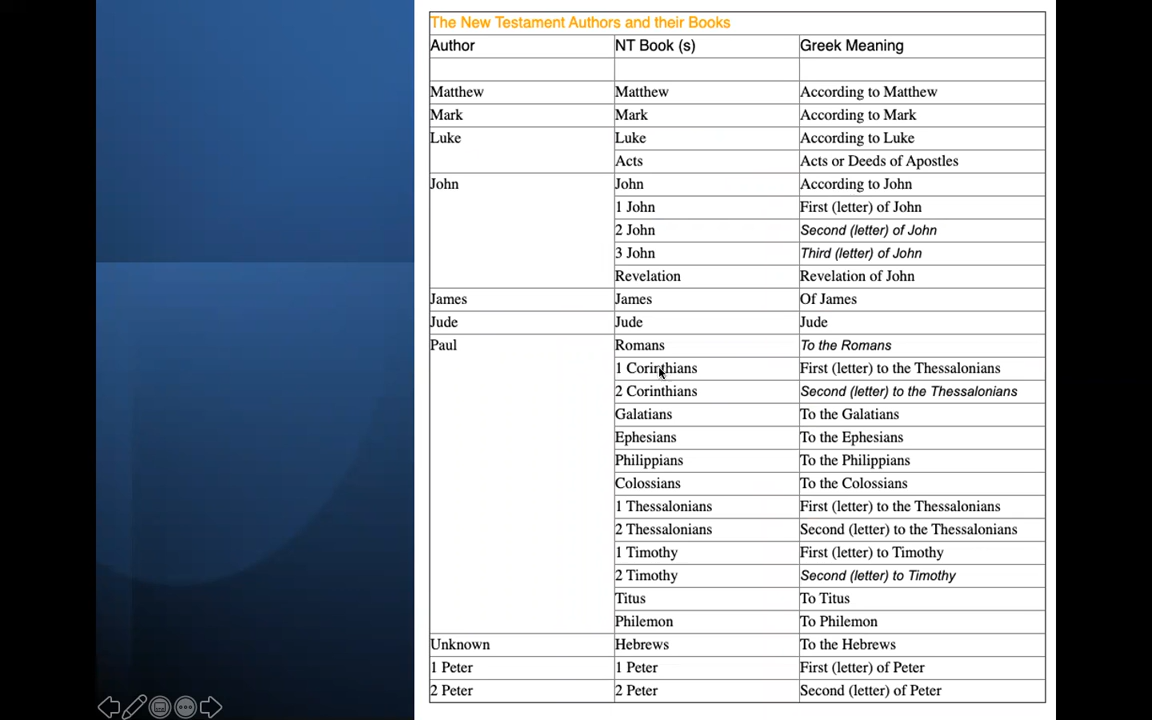 The New Testament Authors and their Books
Author NT Book (s) Greek Meaning
Matthew Matthew According to Matthew
Mark Mark According to Mark
Luke Luke According to Luke
Acts Acts or Deeds of Apostles
John John According to John
1 John First (letter) of John
2 John Second (letter) of John
3 John Third (letter) of John
Revelation Revelation of John
James James Of James
Jude Jude Jude
Paul Romans To the Romans
1 Corinthians First (letter) to the Thessalonians
2 Corinthians Second (letter) to the Thessalonians
Galatians To the Galatians
Ephesians To the Ephesians
Philippians To the Philippians
Colossians To the Colossians
1 Thessalonians First (letter) to the Thessalonians
2 Thessalonians Second (letter) to the Thessalonians
1 Timothy First (letter) to Timothy
2 Timothy Second (letter) to Timothy
Titus To Titus
Philemon To Philemon
Unknown Hebrews To the Hebrews
1 Peter 1 Peter First (letter) of Peter
2 Peter 2 Peter Second (letter) of Peter